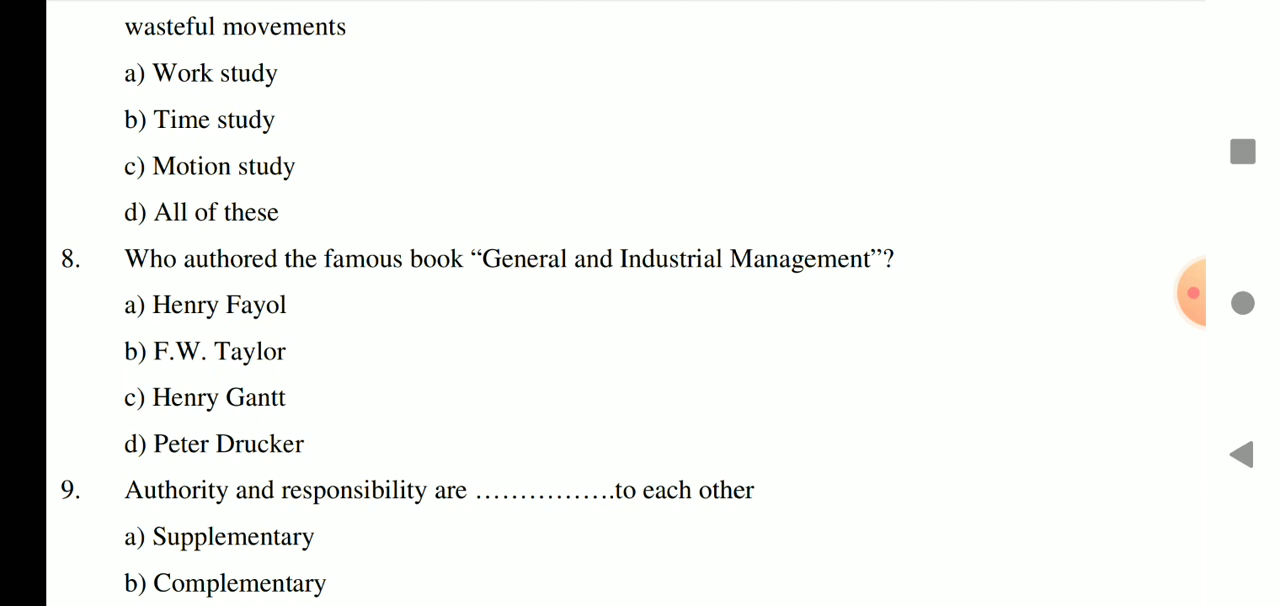 wasteful movements
a) Work study
b) Time study
c) Motion study
d) All of these
8. Who authored the famous book “General and Industrial Management”?
a) Henry Fayol
b) F.W. Taylor
c) Henry Gantt
d) Peter Drucker
9. Authority and responsibility are …………….to each other
a) Supplementary
b) Complementary